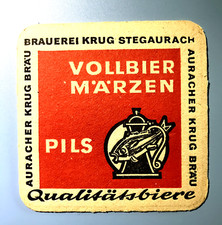 BRAUEREI KRUG STEGAURACH
AURACHER KRUG BRÄU
VOLLBIER
MÄRZEN
PILS
AURACHER KRUG BRÄU
Qualitätsbiere